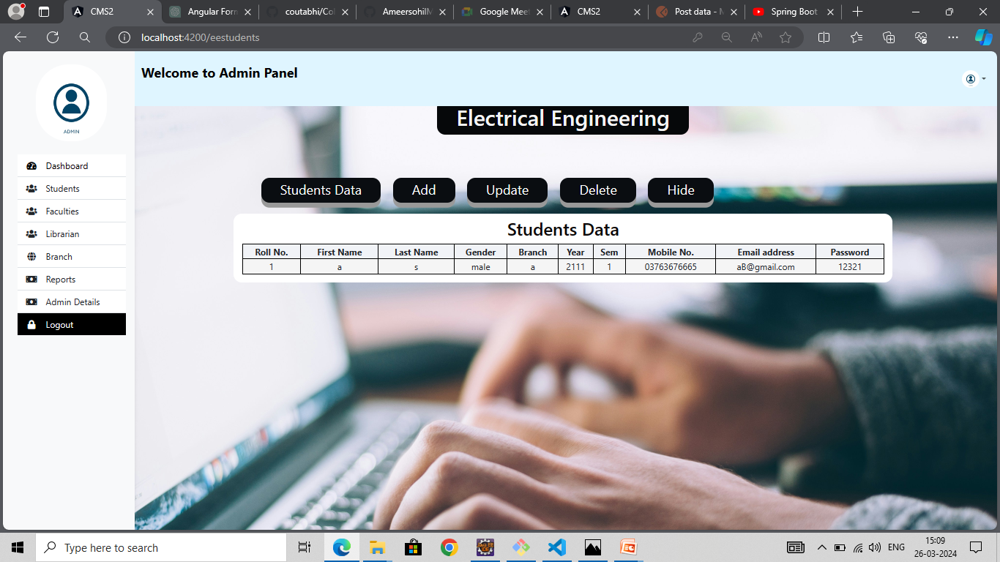 CMS2
Angular Forn
coutabhi/Col
AmeersohilM
Google Meet
CMS2
Post data - M
Spring Boot
localhost:4200/eestudents
ADMIN
Dashboard
Students
Faculties
Librarian
Branch
Reports
Admin Details
Logout
Welcome to Admin Panel
Electrical Engineering
Students Data Add Update Delete Hide
Students Data
Roll No. First Name Last Name Gender Branch Year Sem Mobile No. Email address Password
1 a s male a 2111 1 03763676665 aB@gmail.com 12321
Type here to search
ENG
15:09
26-03-2024